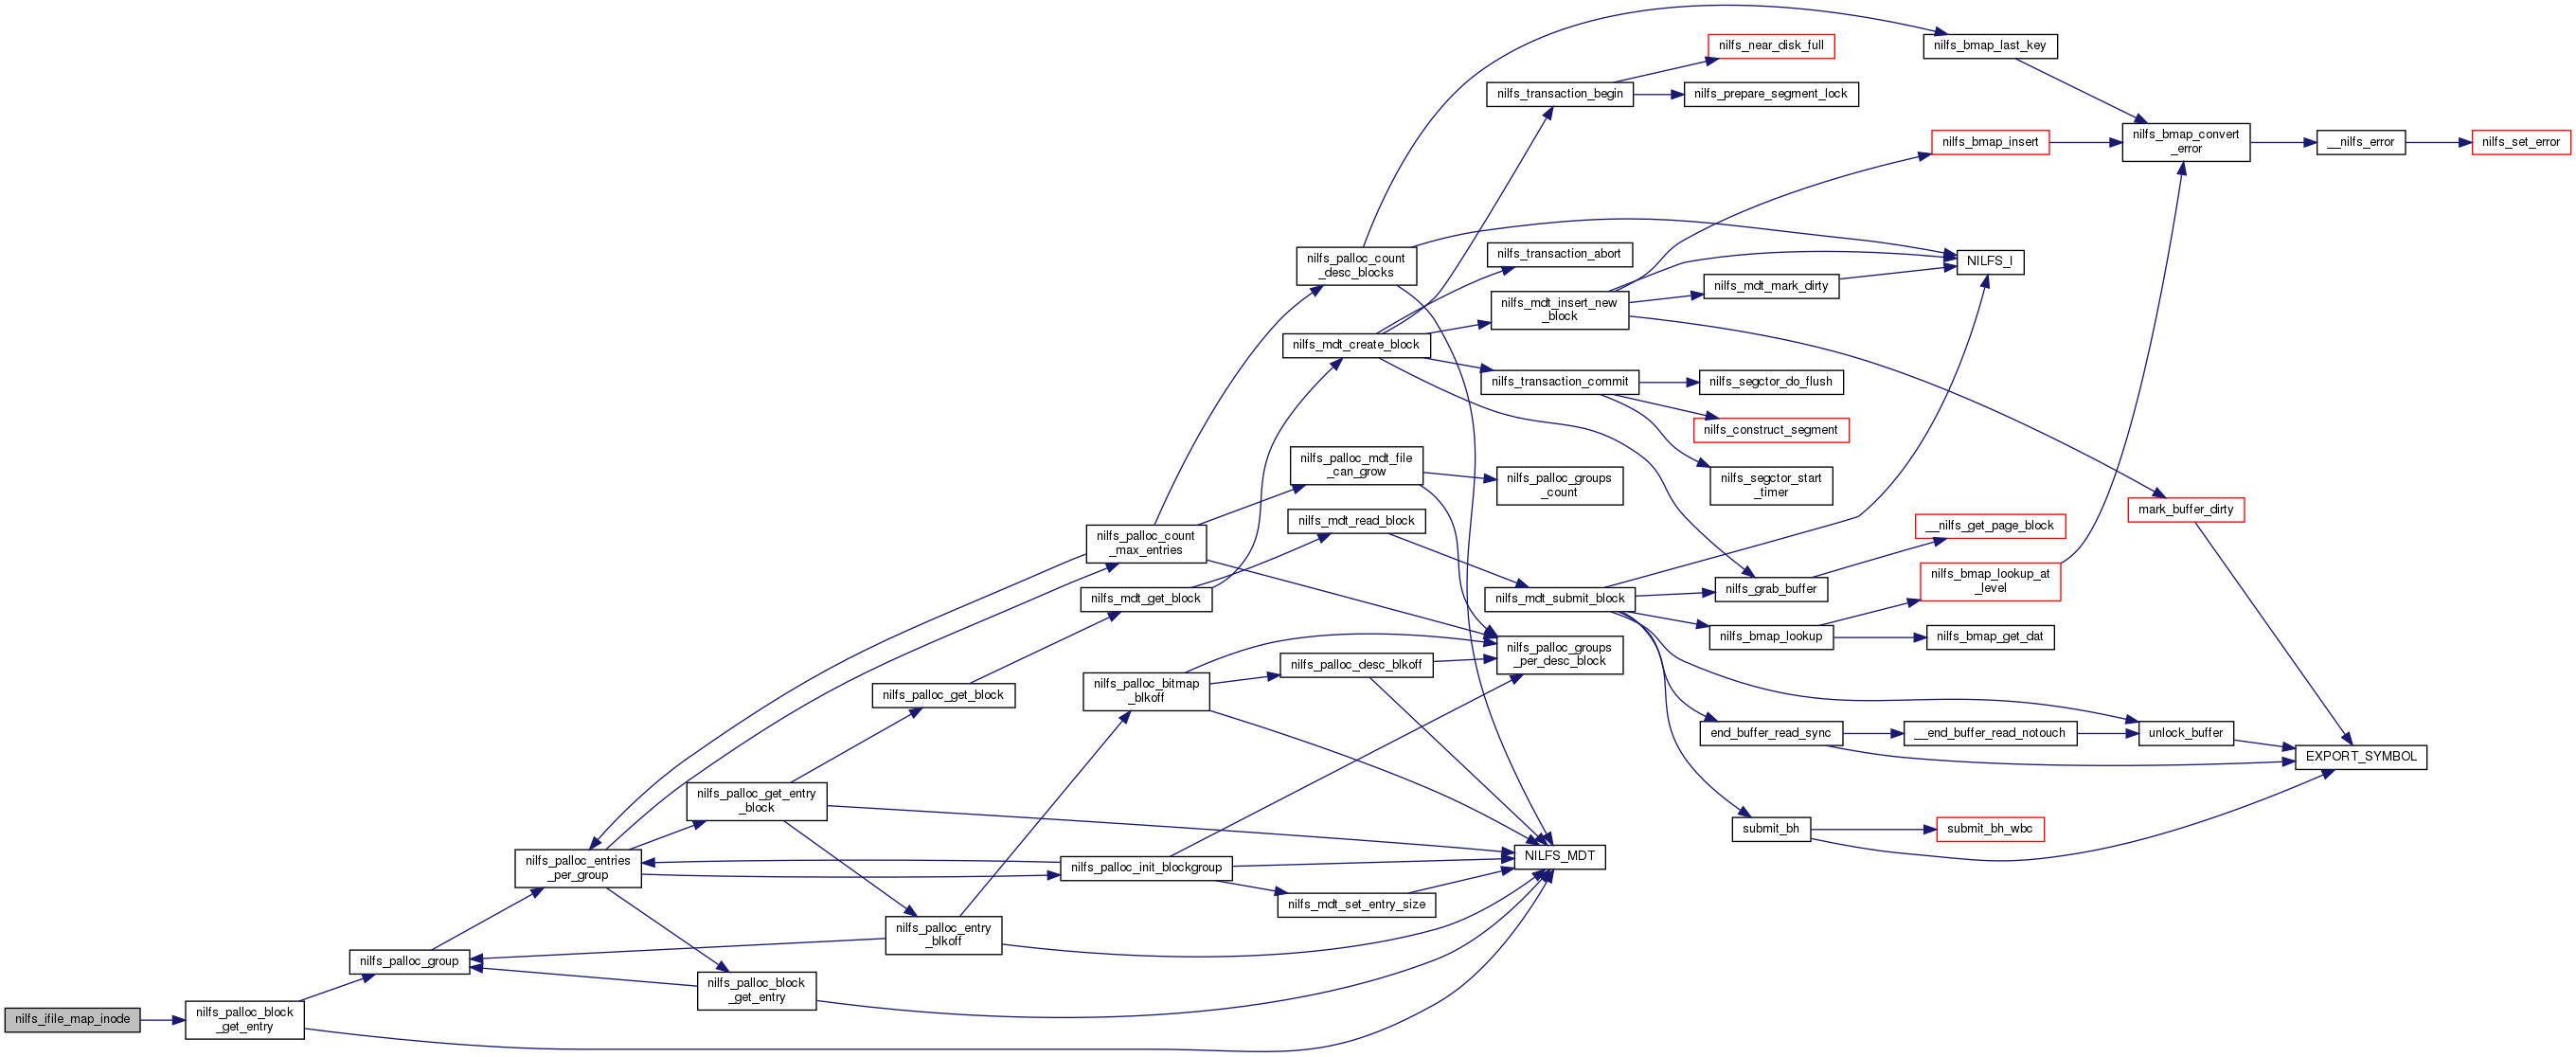 nilfs_ifile_map_inode
nilfs_palloc_block
_get_entry
nilfs_palloc_group
nilfs_palloc_entries
_per_group
nilfs_palloc_get_entry
_block
nilfs_palloc_block
_get_entry
nilfs_palloc_get_block
nilfs_palloc_entry
_blkoff
nilfs_palloc_count
_max_entries
nilfs_mdt_get_block
nilfs_palloc_bitmap
_blkoff
nilfs_palloc_init_blockgroup
nilfs_palloc_count
_desc_blocks
nilfs_mdt_create_block
nilfs_palloc_mdt_file
_can_grow
nilfs_mdt_read_block
nilfs_palloc_desc_blkoff
nilfs_mdt_set_entry_size
nilfs_transaction_begin
nilfs_transaction_abort
nilfs_mdt_insert_new
_block
nilfs_transaction_commit
nilfs_palloc_groups
_count
nilfs_mdt_submit_block
nilfs_palloc_groups
_per_desc_block
NILFS_MDT
nilfs_near_disk_full
nilfs_prepare_segment_lock
nilfs_mdt_mark_dirty
nilfs_segctor_do_flush
nilfs_construct_segment
nilfs_segctor_start
_timer
nilfs_grab_buffer
nilfs_bmap_lookup
end_buffer_read_sync
submit_bh
nilfs_bmap_last_key
nilfs_bmap_insert
NILFS_I
__nilfs_get_page_block
nilfs_bmap_lookup_at
_level
nilfs_bmap_get_dat
__end_buffer_read_notouch
submit_bh_wbc
nilfs_bmap_convert
_error
mark_buffer_dirty
unlock_buffer
__nilfs_error
EXPORT_SYMBOL
nilfs_set_error